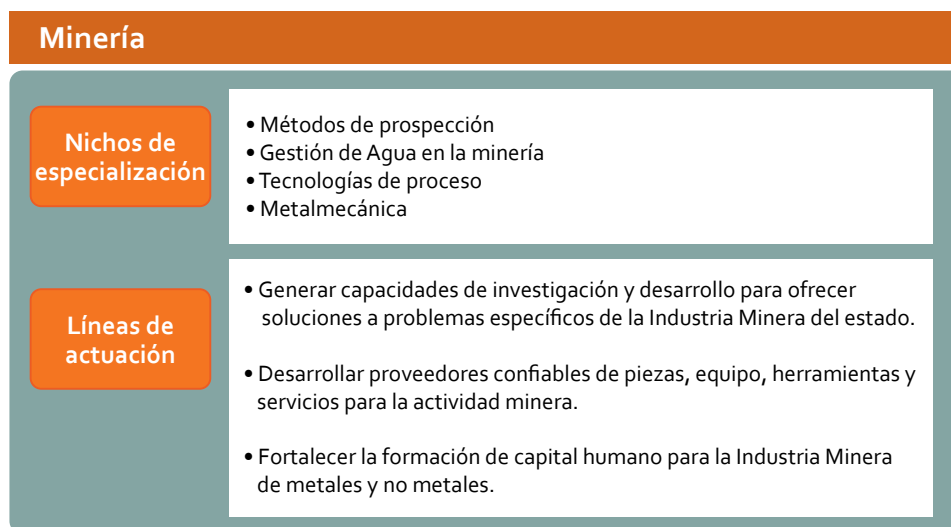 Minería
Nichos de
especialización
• Métodos de prospección
• Gestión de Agua en la minería
• Tecnologías de proceso
• Metalmecánica
Líneas de
actuación
• Generar capacidades de investigación y desarrollo para ofrecer
soluciones a problemas específicos de la Industria Minera del estado.
• Desarrollar proveedores confiables de piezas, equipo, herramientas y
servicios para la actividad minera.
• Fortalecer la formación de capital humano para la Industria Minera
de metales y no metales.